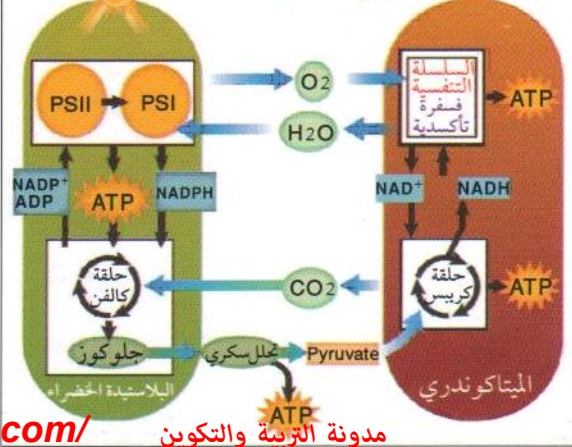 PSII
PSI
O2
H2O
السلسلة
التنفسية
فسفرة
تأكسدية
ATP
NADP+
ADP
ATP
NADPH
NAD+
NADH
حلقة
كالفن
CO2
حلقة
كريبس
ATP
جلوكوز
تحلل سكري
Pyruvate
البلاستيدة الخضراء
الميتاكوندري
ATP
com/
مدونة التربية والتكوين